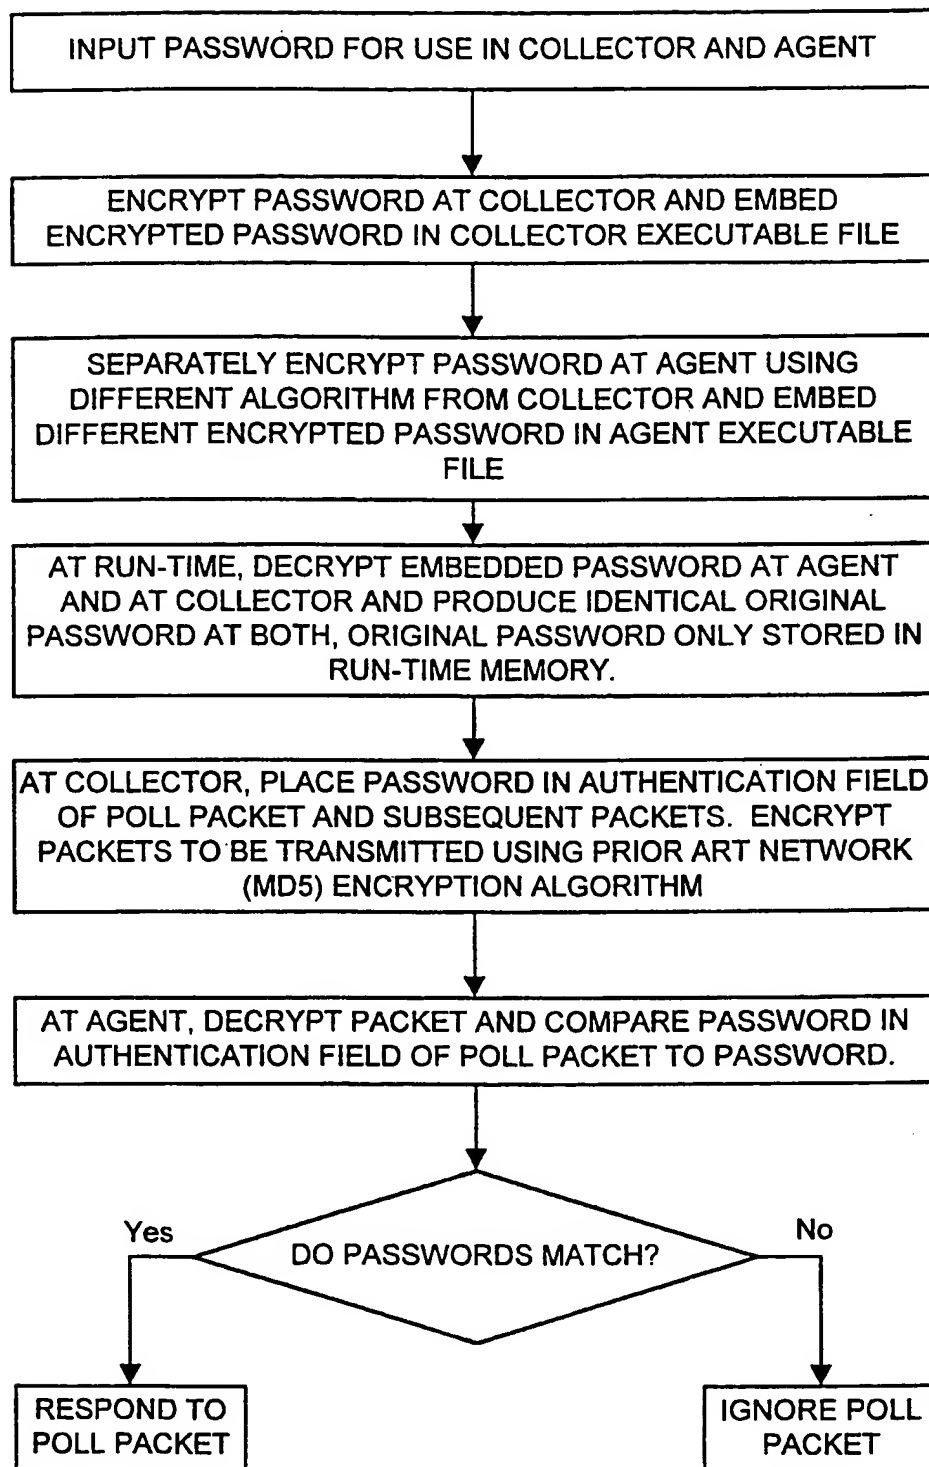 INPUT PASSWORD FOR USE IN COLLECTOR AND AGENT
ENCRYPT PASSWORD AT COLLECTOR AND EMBED
ENCRYPTED PASSWORD IN COLLECTOR EXECUTABLE FILE
SEPARATELY ENCRYPT PASSWORD AT AGENT USING
DIFFERENT ALGORITHM FROM COLLECTOR AND EMBED
DIFFERENT ENCRYPTED PASSWORD IN AGENT EXECUTABLE
FILE
AT RUN-TIME, DECRYPT EMBEDDED PASSWORD AT AGENT
AND AT COLLECTOR AND PRODUCE IDENTICAL ORIGINAL
PASSWORD AT BOTH, ORIGINAL PASSWORD ONLY STORED IN
RUN-TIME MEMORY.
AT COLLECTOR, PLACE PASSWORD IN AUTHENTICATION FIELD
OF POLL PACKET AND SUBSEQUENT PACKETS. ENCRYPT
PACKETS TO BE TRANSMITTED USING PRIOR ART NETWORK
(MD5) ENCRYPTION ALGORITHM
AT AGENT, DECRYPT PACKET AND COMPARE PASSWORD IN
AUTHENTICATION FIELD OF POLL PACKET TO PASSWORD.
Yes
No
DO PASSWORDS MATCH?
RESPOND TO
POLL PACKET
IGNORE POLL
PACKET